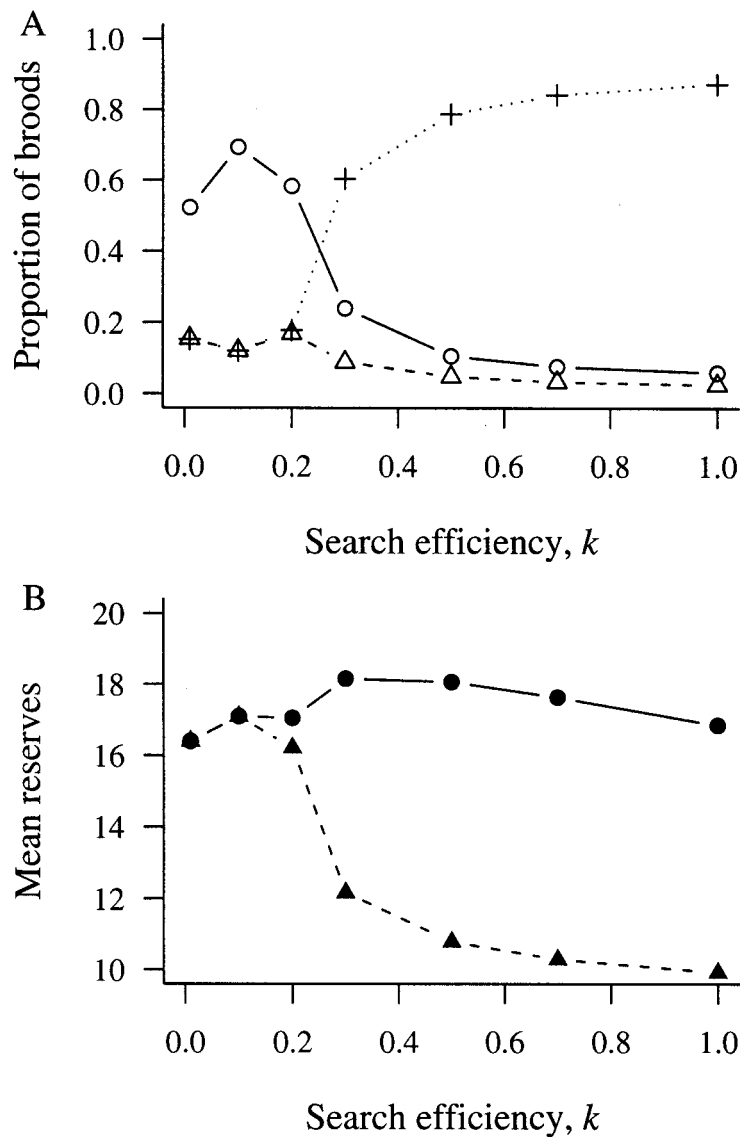 A
Proportion of broods
1.0
0.8
0.6
0.4
0.2
0.0
0.0 0.2 0.4 0.6 0.8 1.0
Search efficiency, k
B
Mean reserves
20
18
16
14
12
10
0.0 0.2 0.4 0.6 0.8 1.0
Search efficiency, k